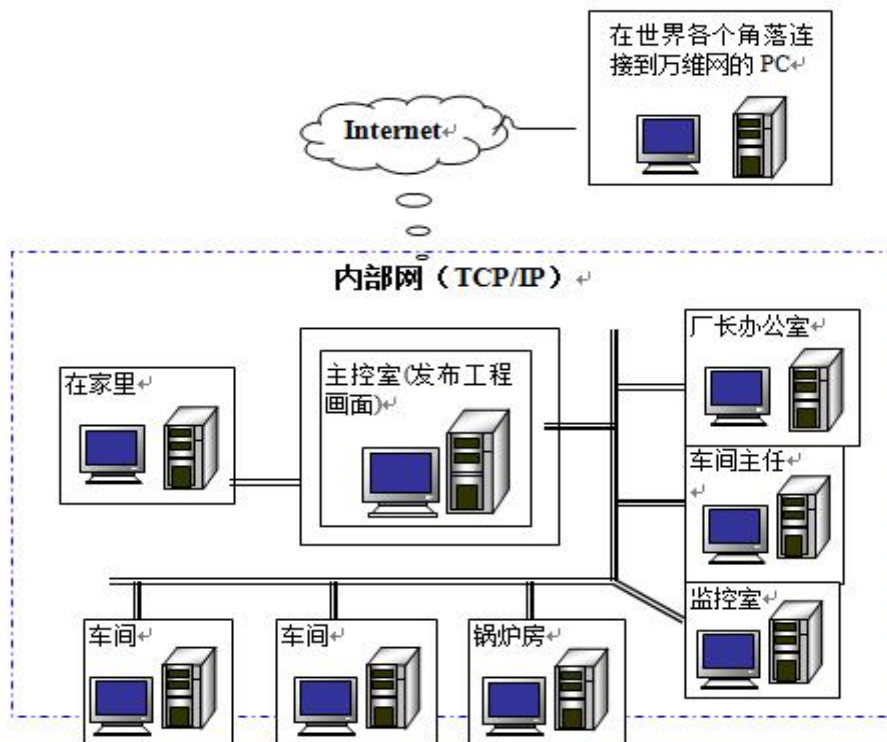 在世界各个角落连
接到万维网的 PC↵
Internet↵
内部网（TCP/IP）↵
厂长办公室↵
在家里↵
主控室(发布工程
画面)↵
车间主任↵
↵
监控室↵
车间↵
车间↵
锅炉房↵